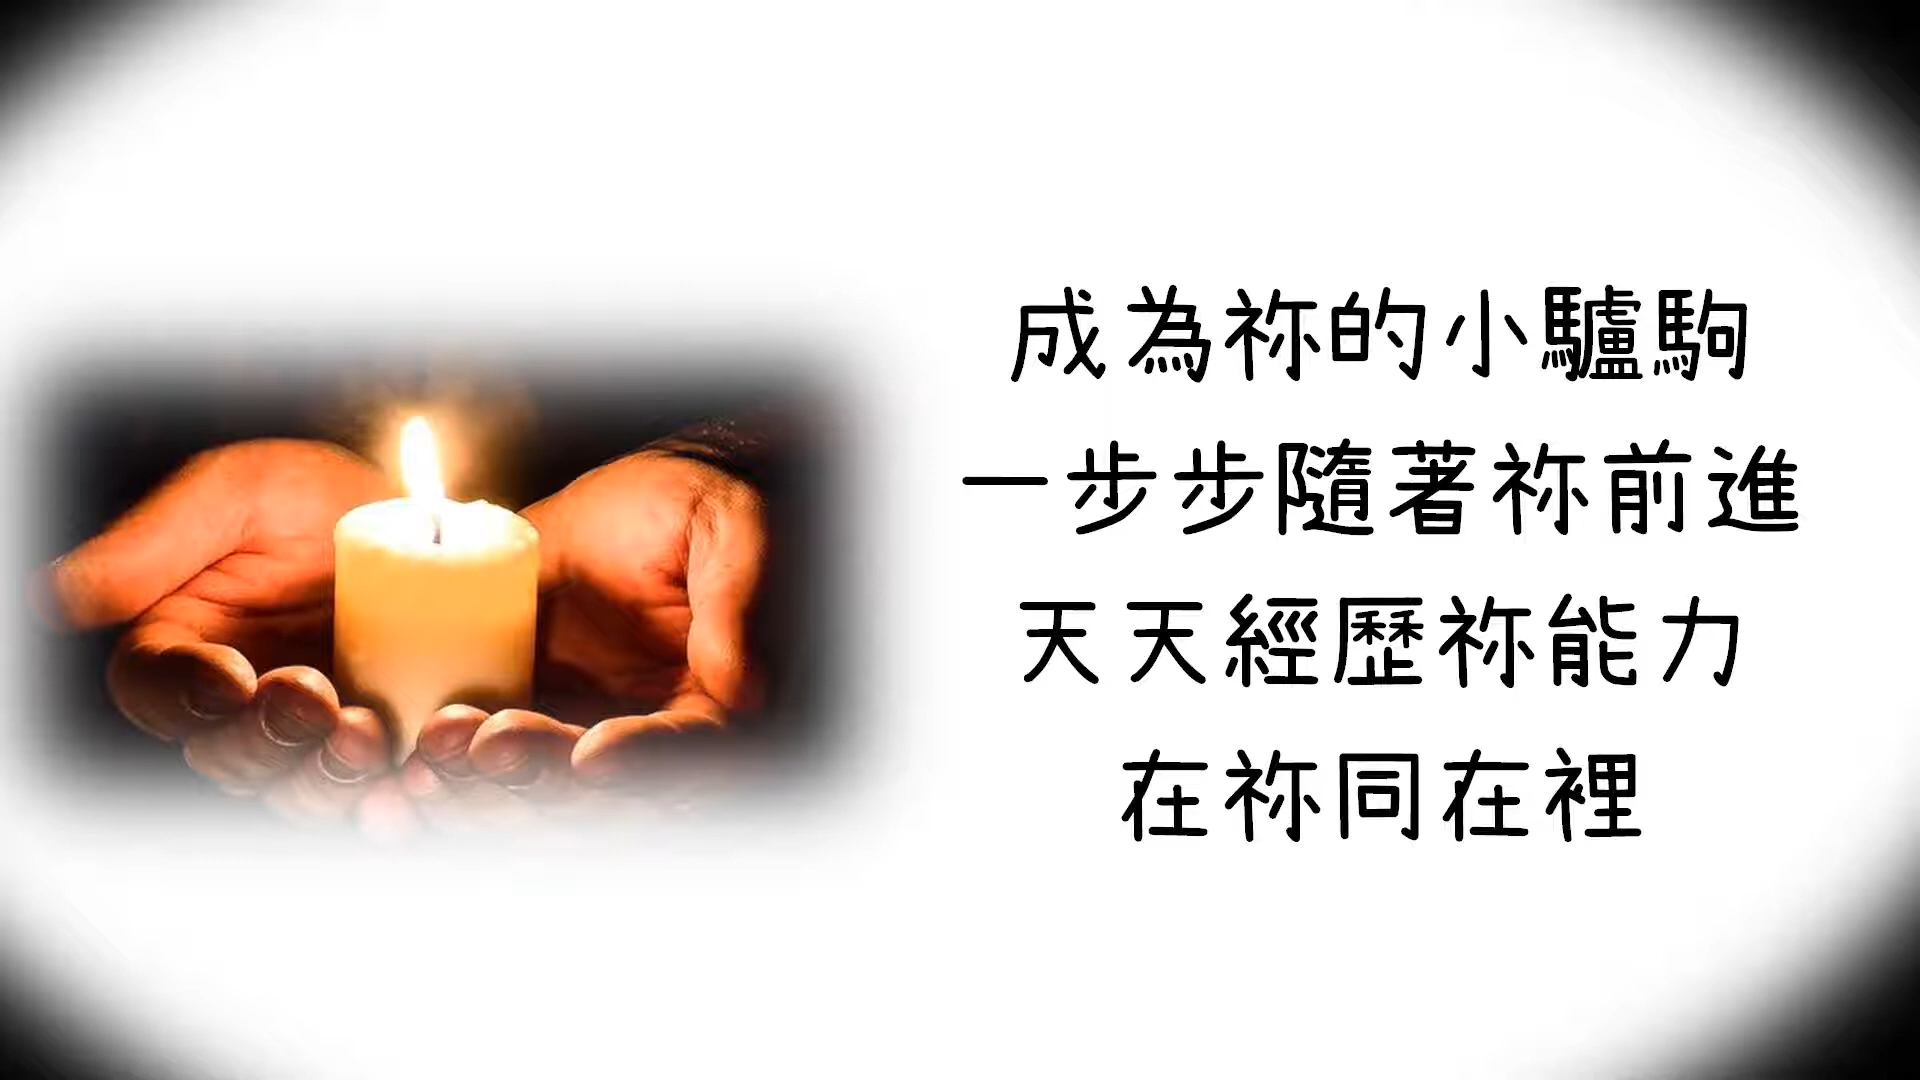 成為祢的小驢駒
一步步隨著祢前進
天天經歷祢能力
在祢同在裡